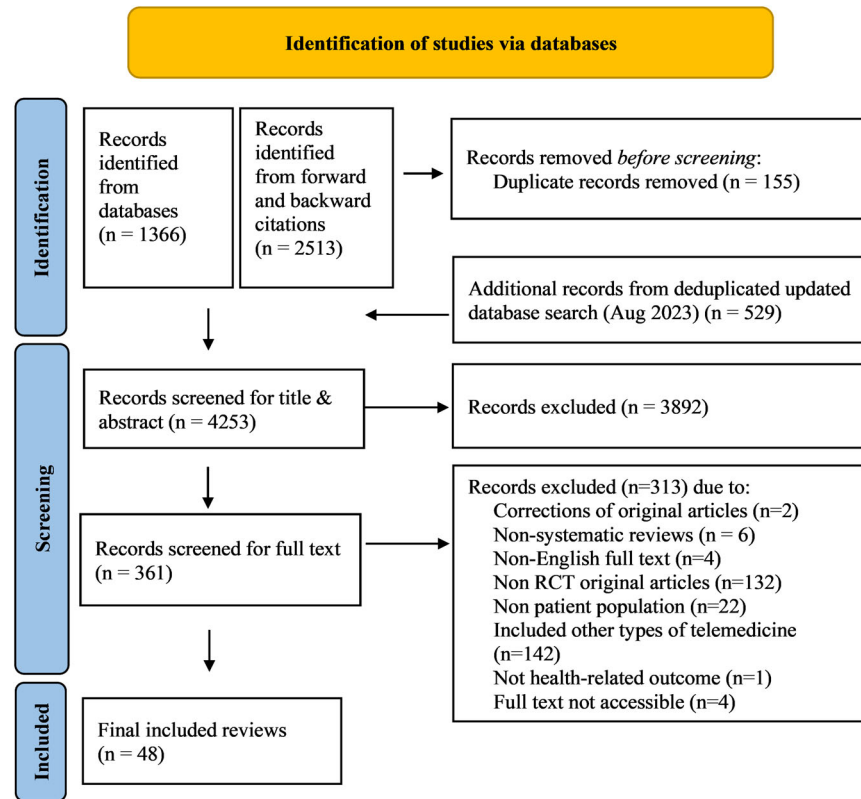 Identification of studies via databases
Identification
Records
identified
from
databases
(n = 1366)
Records
identified
from forward
and backward
citations
(n = 2513)
Records removed before screening:
Duplicate records removed (n = 155)
Additional records from deduplicated updated
database search (Aug 2023) (n = 529)
Screening
Records screened for title &
abstract (n = 4253)
Records excluded (n = 3892)
Records screened for full text
(n = 361)
Records excluded (n=313) due to:
Corrections of original articles (n=2)
Non-systematic reviews (n = 6)
Non-English full text (n=4)
Non RCT original articles (n=132)
Non patient population (n=22)
Included other types of telemedicine
(n=142)
Not health-related outcome (n=1)
Full text not accessible (n=4)
Included
Final included reviews
(n = 48)